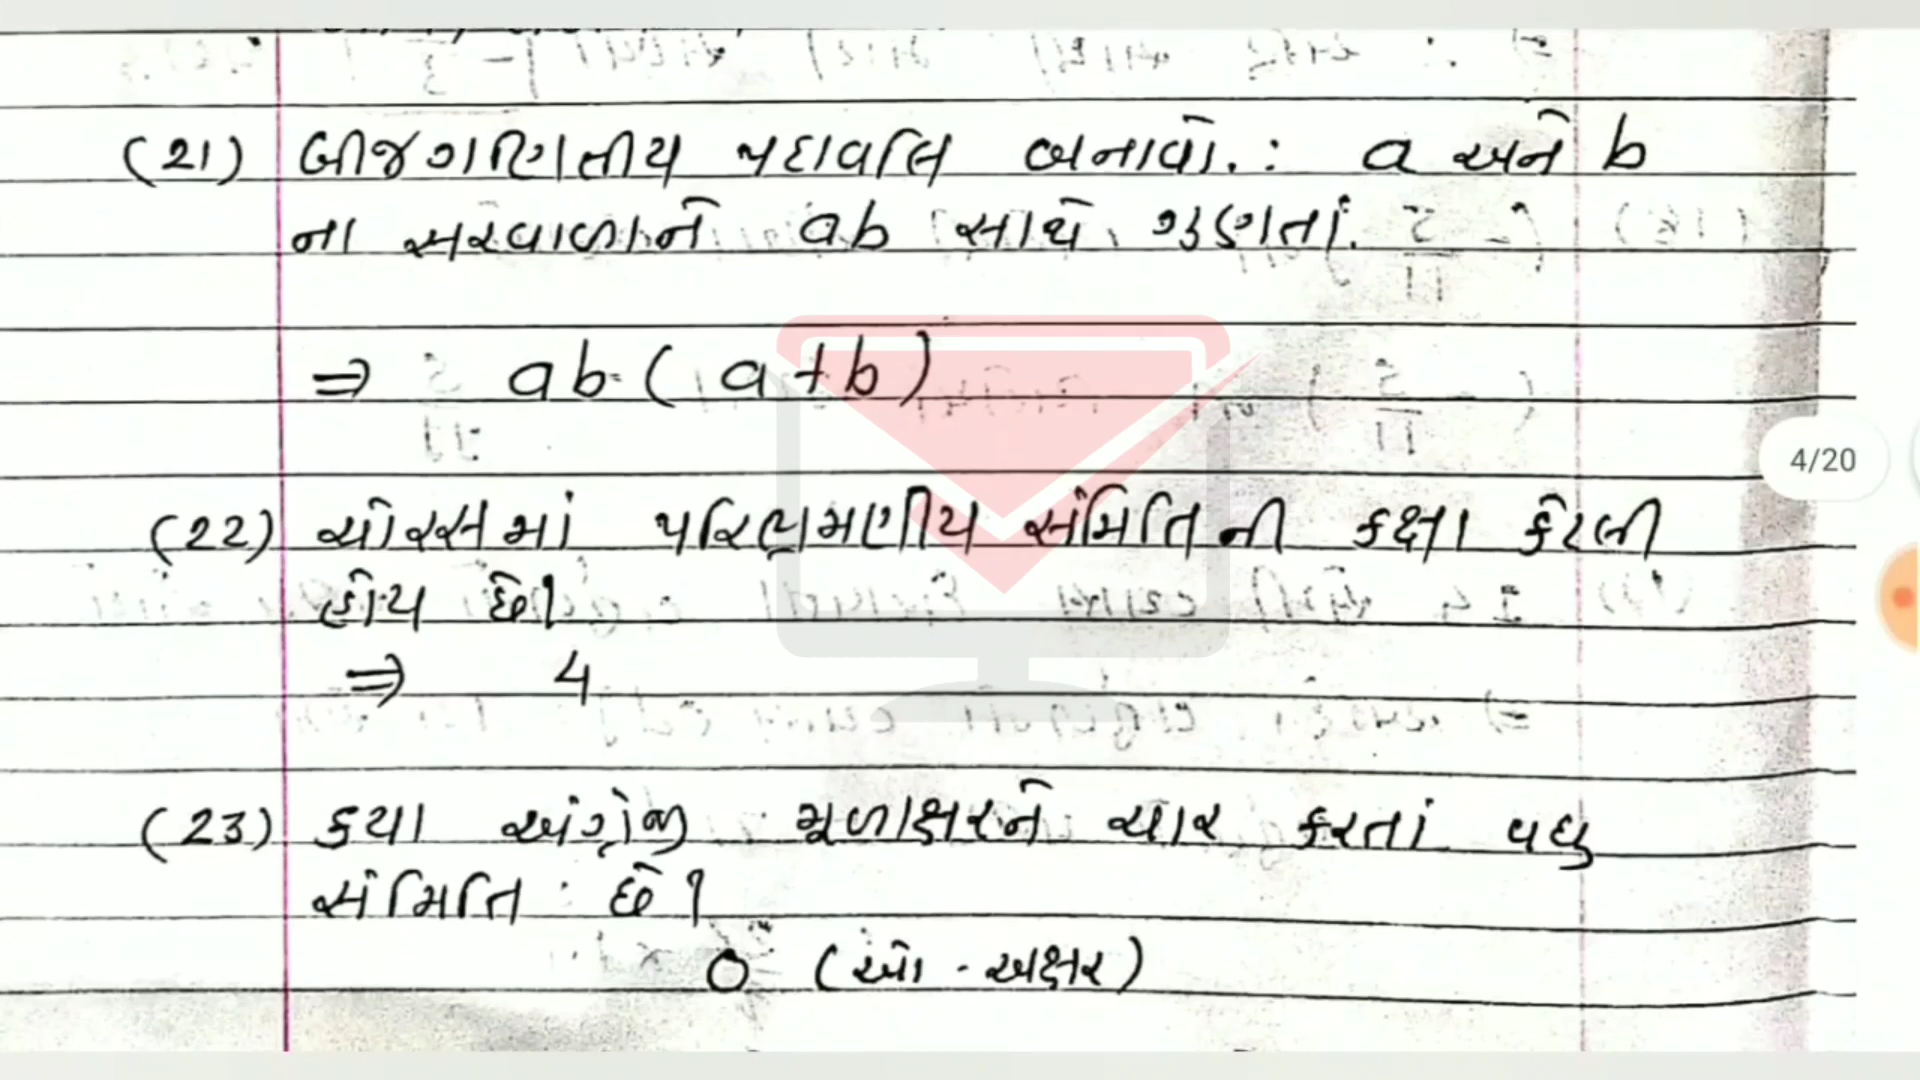 (21) બીજગણિતીય પદાવલિ બનાવો.: a અને b
ના સરવાળાને ab સાથે ગુણતાં.
⇒ ab (a+b)
4/20
(22) ચોરસમાં પરિભ્રમણીય સંમિતિની કક્ષા કેટલી
હોય છે?
⇒ 4
(23) કયા અંગ્રેજી મૂળાક્ષરને ચાર કરતાં વધુ
સંમિતિ છે?
O (ઓ - અક્ષર)